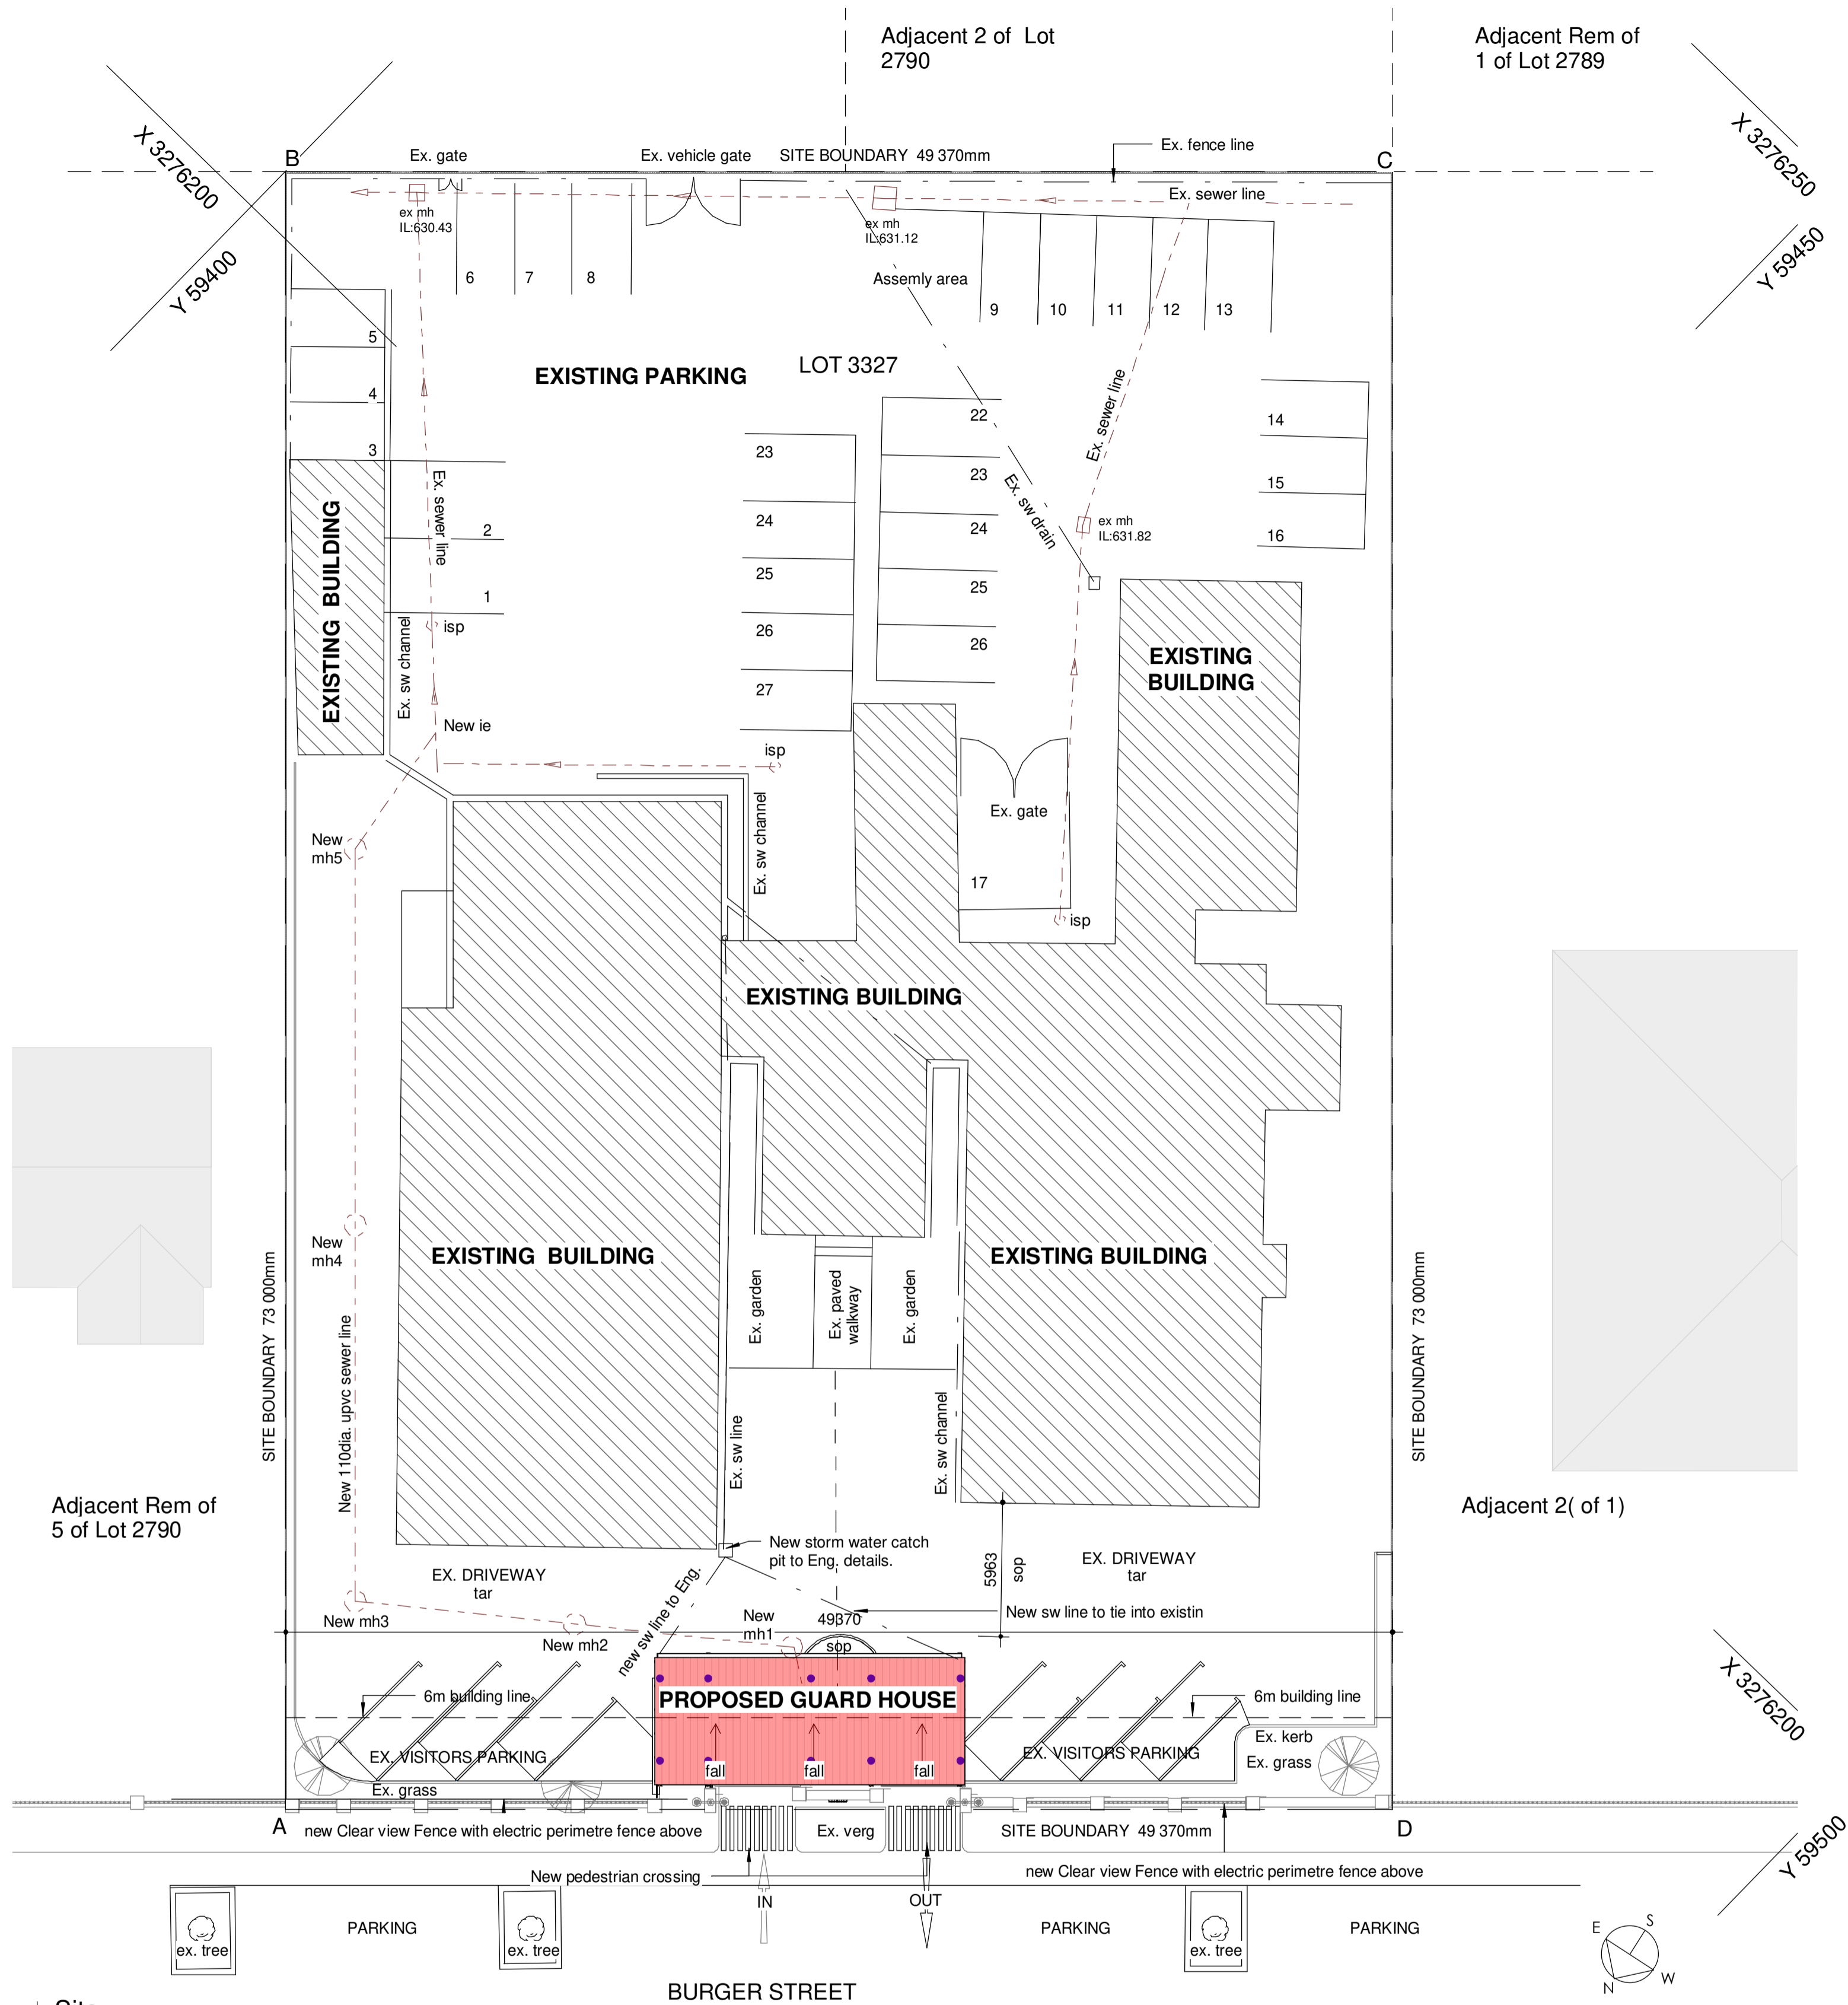 Adjacent 2 of Lot
2790
Adjacent Rem of
1 of Lot 2789
X 3276200
Y 59400
X 3276250
Y 59450
B
Ex. gate
Ex. vehicle gate
SITE BOUNDARY 49 370mm
Ex. fence line
C
Ex. sewer line
ex mh
IL:630.43
ex mh
IL:631.12
6
7
8
Assemly area
9
10
11
12
13
5
4
3
EXISTING PARKING
LOT 3327
Ex. sewer line
22
23
24
25
26
14
15
16
23
24
25
26
27
Ex. sw drain
ex mh
IL:631.82
EXISTING BUILDING
Ex. sewer line
2
1
isp
Ex. sw channel
New ie
isp
EXISTING
BUILDING
Ex. gate
17
isp
New
mh5
Ex. sw channel
EXISTING BUILDING
New
mh4
EXISTING BUILDING
EXISTING BUILDING
Ex. garden
Ex. paved
walkway
Ex. garden
SITE BOUNDARY 73 000mm
SITE BOUNDARY 73 000mm
New 110dia. upvc sewer line
Ex. sw line
Ex. sw channel
Adjacent Rem of
5 of Lot 2790
Adjacent 2( of 1)
New storm water catch
pit to Eng. details.
5963
sop
EX. DRIVEWAY
tar
EX. DRIVEWAY
tar
new sw line to Eng.
New sw line to tie into existin
New mh3
New mh2
New
mh1
49370
sop
6m building line
PROPOSED GUARD HOUSE
6m building line
X 3276200
EX. VISITORS PARKING
EX. VISITORS PARKING
Ex. kerb
Ex. grass
fall
fall
fall
Ex. grass
A
new Clear view Fence with electric perimetre fence above
Ex. verg
SITE BOUNDARY 49 370mm
D
New pedestrian crossing
new Clear view Fence with electric perimetre fence above
Y 59500
IN
OUT
PARKING
PARKING
PARKING
ex. tree
ex. tree
ex. tree
E
S
N
W
BURGER STREET